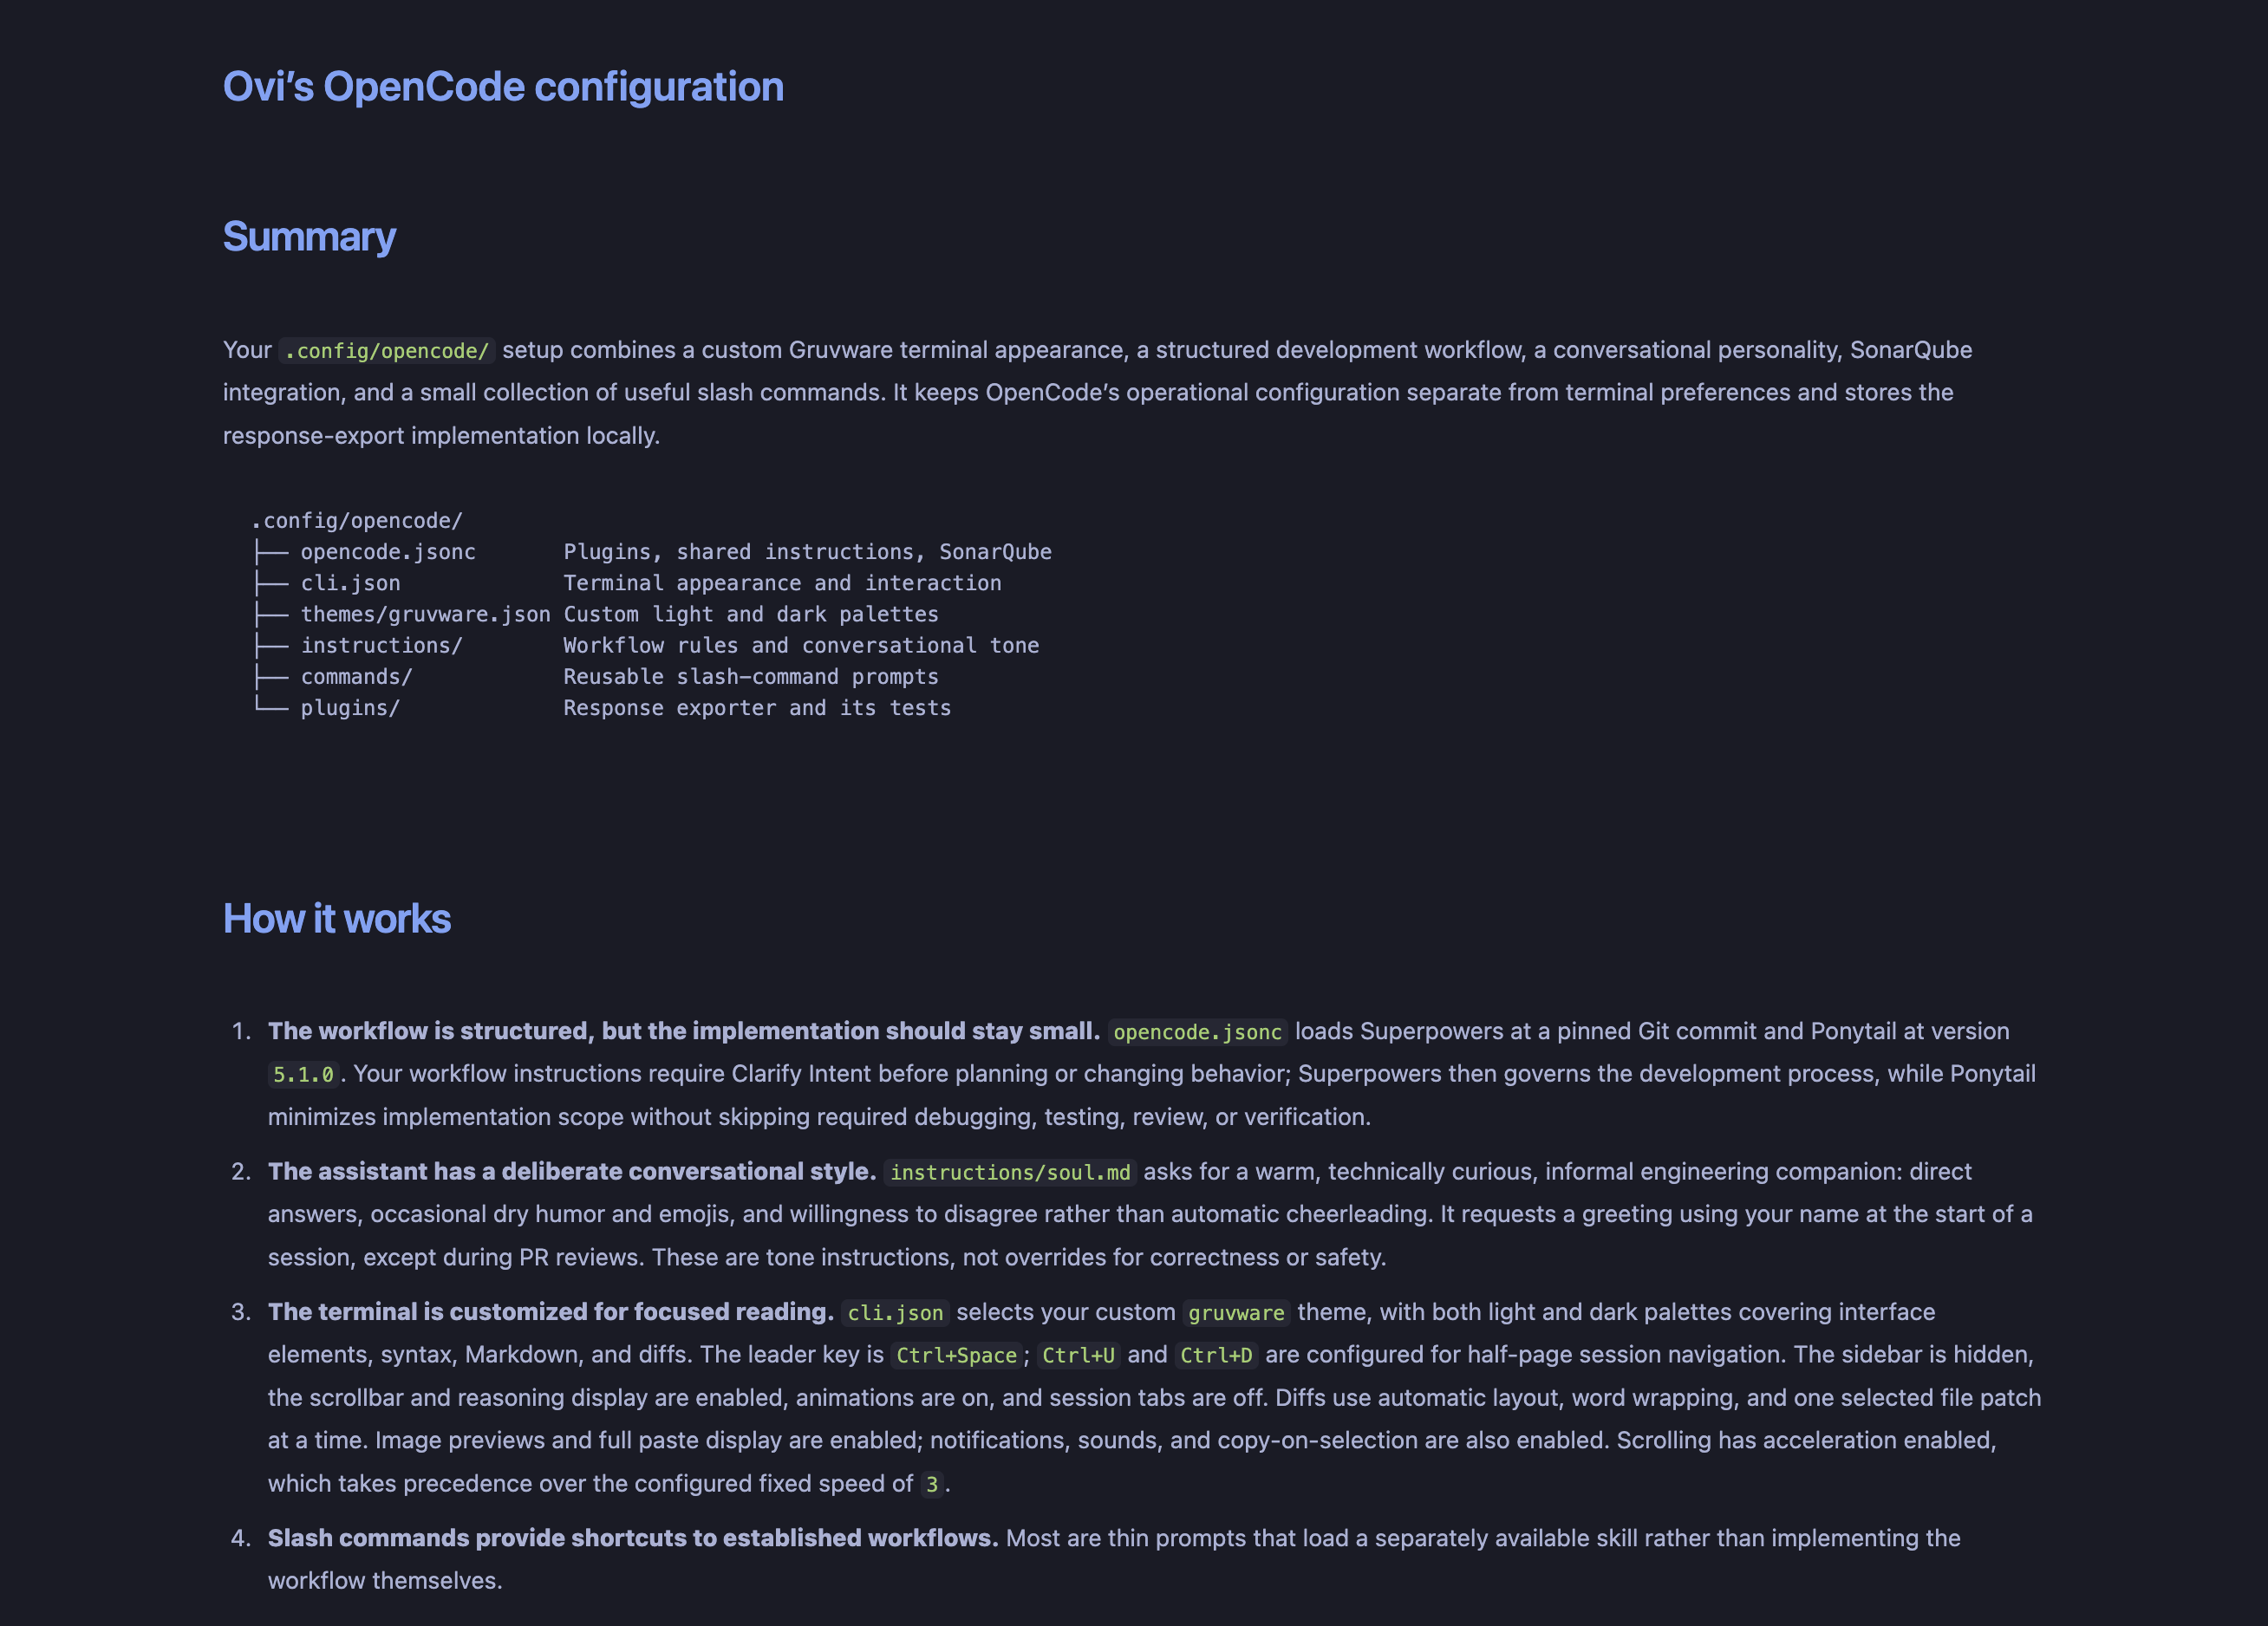 Ovi’s OpenCode configuration
Summary
Your .config/opencode/ setup combines a custom Gruvware terminal appearance, a structured development workflow, a conversational personality, SonarQube
integration, and a small collection of useful slash commands. It keeps OpenCode’s operational configuration separate from terminal preferences and stores the
response-export implementation locally.
.config/opencode/
├── opencode.jsonc       Plugins, shared instructions, SonarQube
├── cli.json             Terminal appearance and interaction
├── themes/gruvware.json Custom light and dark palettes
├── instructions/        Workflow rules and conversational tone
├── commands/            Reusable slash-command prompts
└── plugins/             Response exporter and its tests
How it works
1. The workflow is structured, but the implementation should stay small. opencode.jsonc loads Superpowers at a pinned Git commit and Ponytail at version
5.1.0. Your workflow instructions require Clarify Intent before planning or changing behavior; Superpowers then governs the development process, while Ponytail
minimizes implementation scope without skipping required debugging, testing, review, or verification.
2. The assistant has a deliberate conversational style. instructions/soul.md asks for a warm, technically curious, informal engineering companion: direct
answers, occasional dry humor and emojis, and willingness to disagree rather than automatic cheerleading. It requests a greeting using your name at the start of a
session, except during PR reviews. These are tone instructions, not overrides for correctness or safety.
3. The terminal is customized for focused reading. cli.json selects your custom gruvware theme, with both light and dark palettes covering interface
elements, syntax, Markdown, and diffs. The leader key is Ctrl+Space; Ctrl+U and Ctrl+D are configured for half-page session navigation. The sidebar is hidden,
the scrollbar and reasoning display are enabled, animations are on, and session tabs are off. Diffs use automatic layout, word wrapping, and one selected file patch
at a time. Image previews and full paste display are enabled; notifications, sounds, and copy-on-selection are also enabled. Scrolling has acceleration enabled,
which takes precedence over the configured fixed speed of 3.
4. Slash commands provide shortcuts to established workflows. Most are thin prompts that load a separately available skill rather than implementing the
workflow themselves.